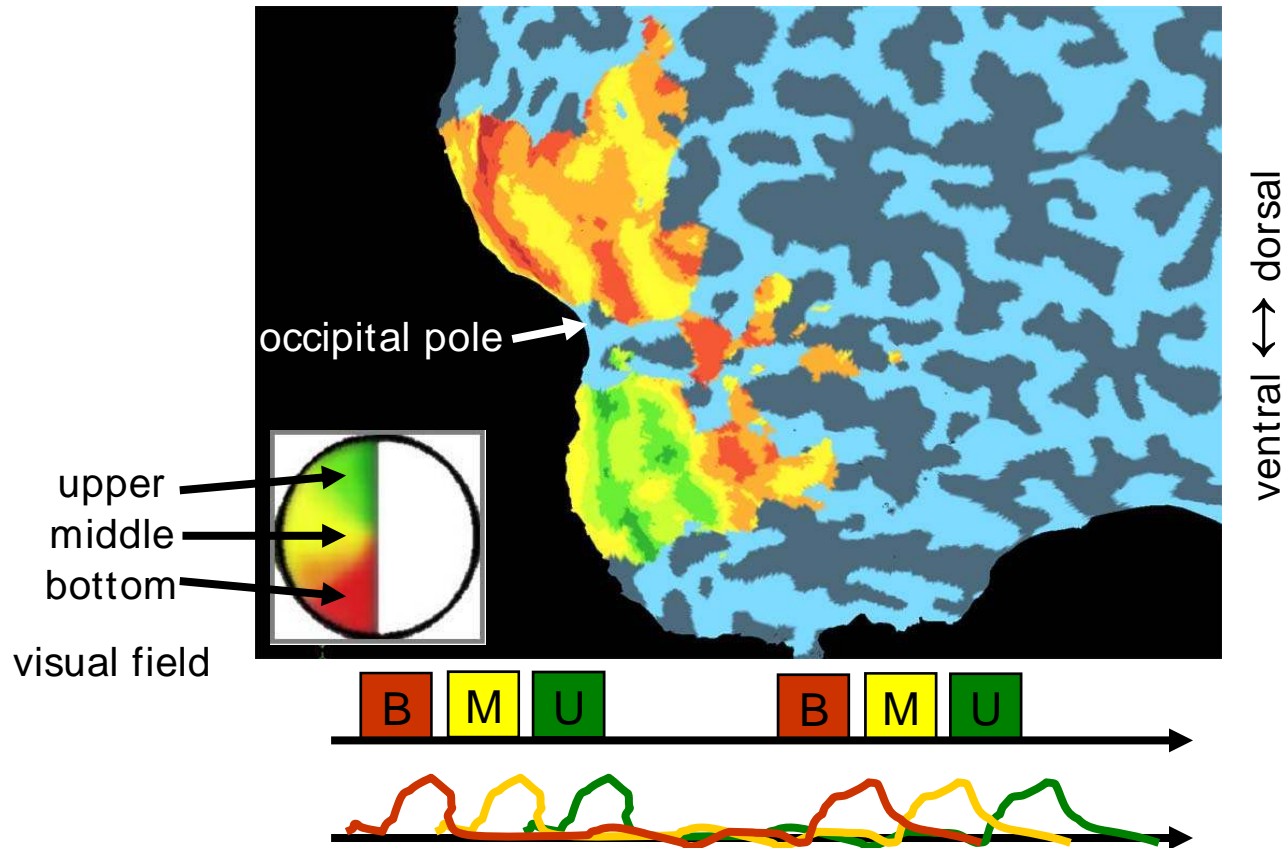 occipital pole
upper
middle
bottom
visual field
ventral ↔ dorsal
B M U B M U